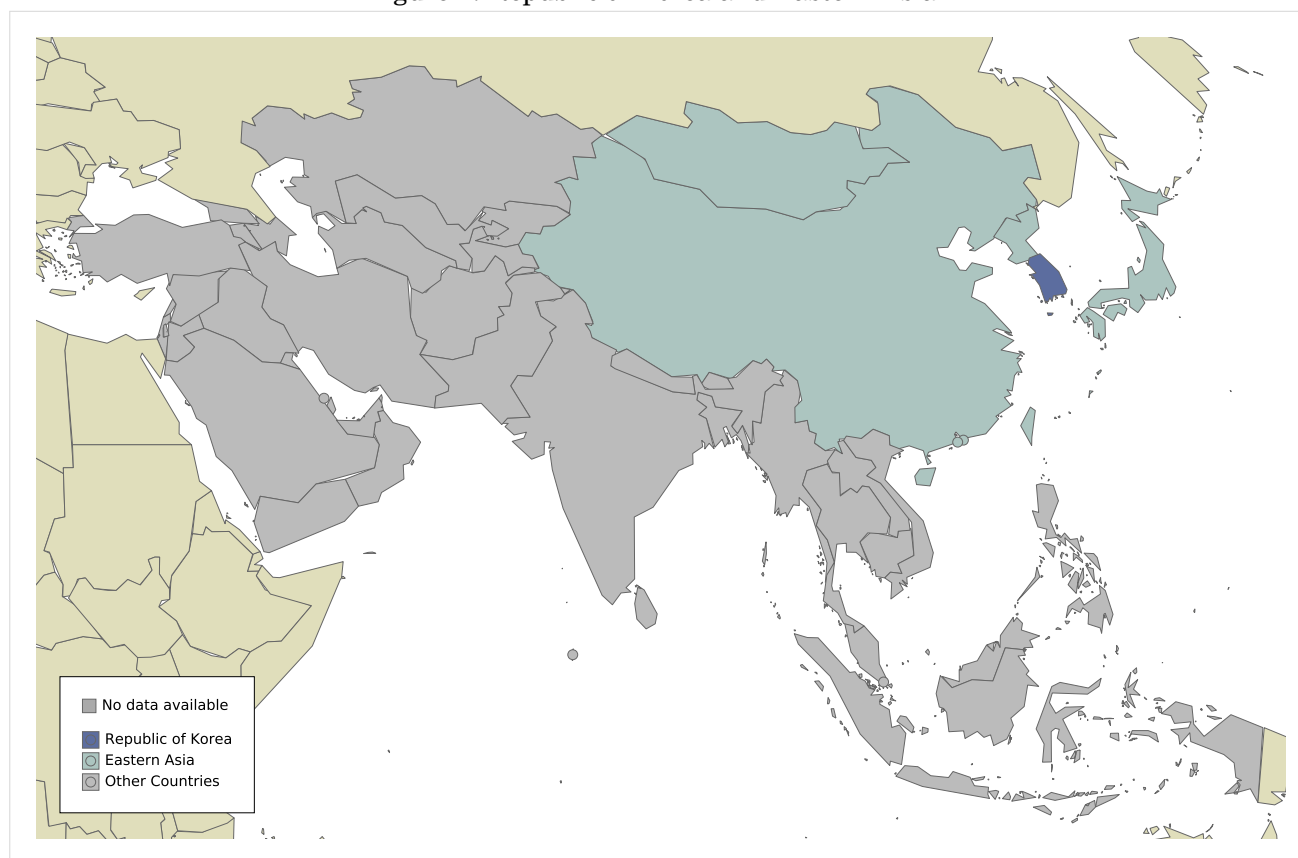 No data available
Republic of Korea
Eastern Asia
Other Countries